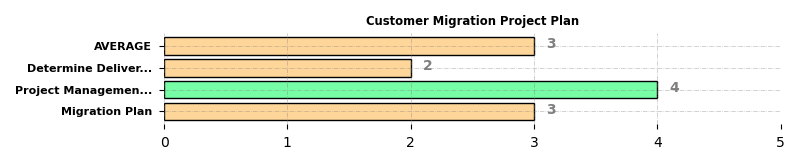 Customer Migration Project Plan
AVERAGE 3
Determine Deliver... 2
Project Managemen... 4
Migration Plan 3
0 1 2 3 4 5